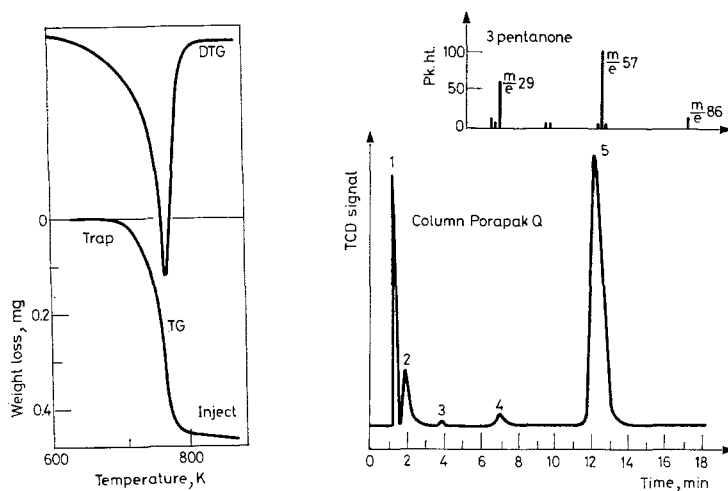 DTG
0
Trap
0.2
TG
0.4
Inject
600
800
Temperature, K
Weight loss, mg
3 pentanone
Pk. ht.
100
50
0
m/e 29
m/e 57
m/e 86
TCD signal
Column Porapak Q
1
2
3
4
5
0 2 4 6 8 10 12 14 16 18
Time, min